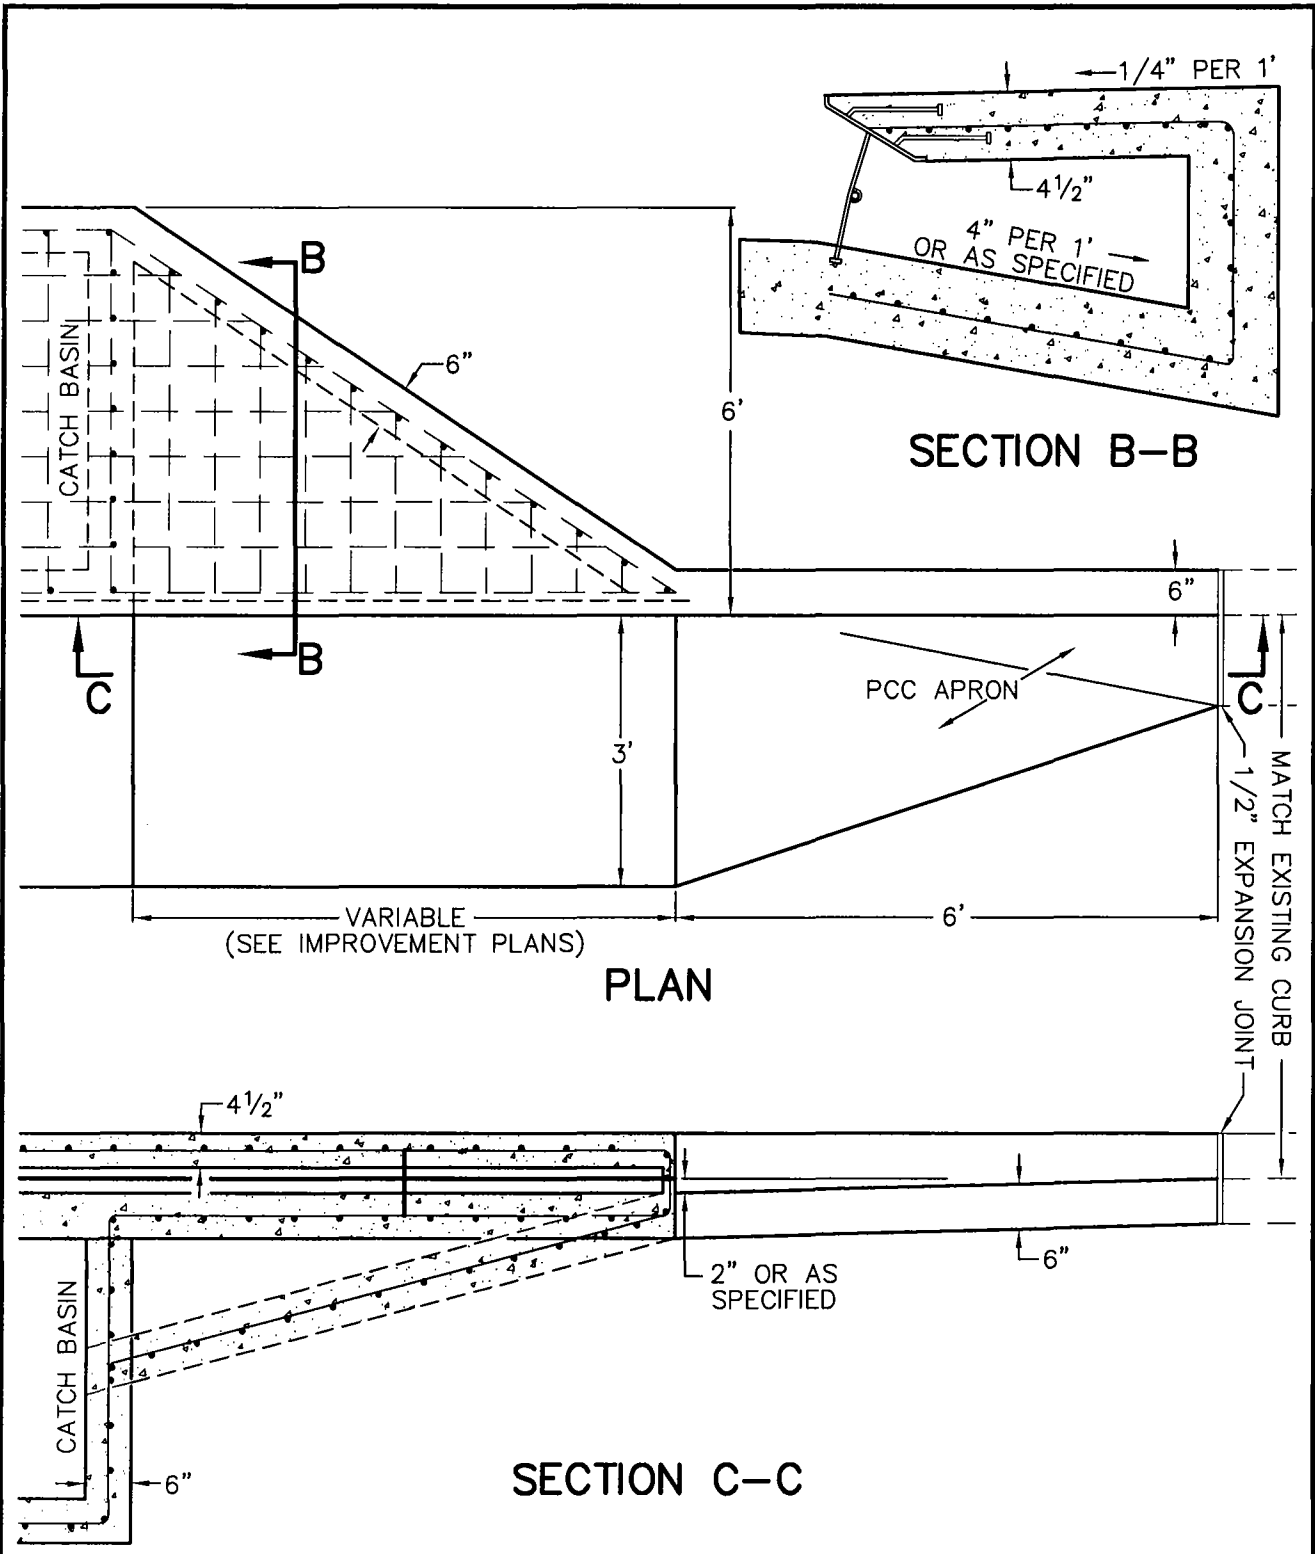 1/4" PER 1'
4 1/2"
4" PER 1'
OR AS SPECIFIED
SECTION B-B
B
CATCH BASIN
6"
6'
B
C
6"
C
PCC APRON
3'
MATCH EXISTING CURB
1/2" EXPANSION JOINT
VARIABLE
(SEE IMPROVEMENT PLANS)
6'
PLAN
4 1/2"
2" OR AS
SPECIFIED
6"
CATCH BASIN
6"
SECTION C-C